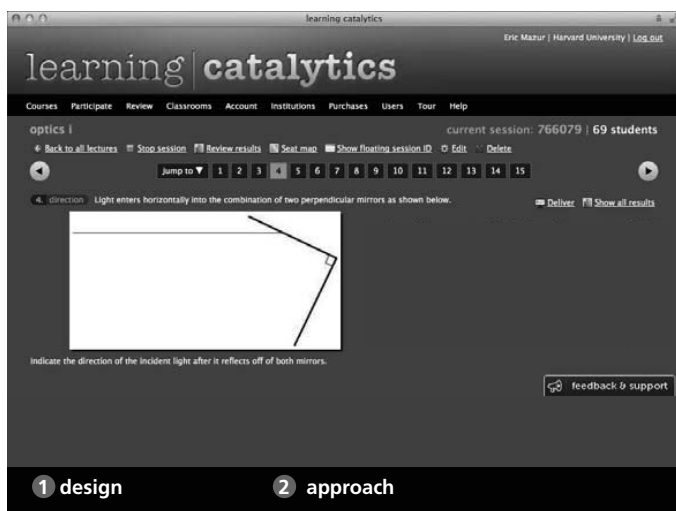 learning catalytics
Eric Mazur | Harvard University | Log out
learning | catalytics
Courses Participate Review Classrooms Account Institutions Purchases Users Tour Help
optics i current session: 766079 | 69 students
Back to all lectures Stop session Review results Seat map Show floating session ID Edit Delete
Jump to ▼ 1 2 3 4 5 6 7 8 9 10 11 12 13 14 15
4. direction Light enters horizontally into the combination of two perpendicular mirrors as shown below. Deliver Show all results
Indicate the direction of the incident light after it reflects off of both mirrors.
feedback & support
1 design 2 approach